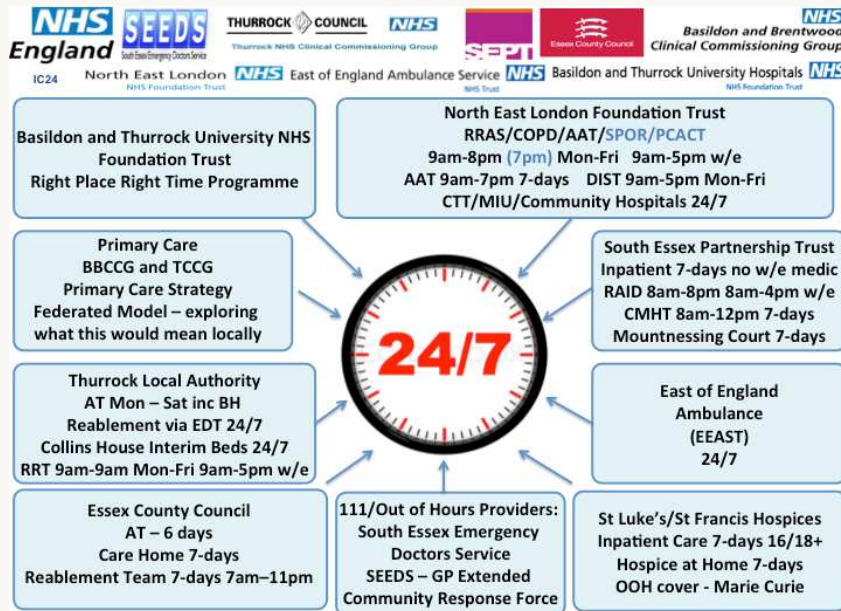 NHS
England
SEEDS
South Essex Emergency Doctors Service
THURROCK COUNCIL
NHS
Thurrock NHS Clinical Commissioning Group
SEPT
Essex County Council
NHS
Basildon and Brentwood
Clinical Commissioning Group
IC24
North East London NHS
NHS Foundation Trust
East of England Ambulance Service NHS
NHS Trust
Basildon and Thurrock University Hospitals NHS
NHS Foundation Trust
Basildon and Thurrock University NHS
Foundation Trust
Right Place Right Time Programme
North East London Foundation Trust
RRAS/COPD/AAT/SPOR/PCACT
9am-8pm (7pm) Mon-Fri 9am-5pm w/e
AAT 9am-7pm 7-days DIST 9am-5pm Mon-Fri
CTT/MIU/Community Hospitals 24/7
Primary Care
BBCCG and TCCG
Primary Care Strategy
Federated Model – exploring
what this would mean locally
24/7
South Essex Partnership Trust
Inpatient 7-days no w/e medic
RAID 8am-8pm 8am-4pm w/e
CMHT 8am-12pm 7-days
Mountnessing Court 7-days
Thurrock Local Authority
AT Mon – Sat inc BH
Reablement via EDT 24/7
Collins House Interim Beds 24/7
RRT 9am-9am Mon-Fri 9am-5pm w/e
East of England
Ambulance
(EEAST)
24/7
Essex County Council
AT – 6 days
Care Home 7-days
Reablement Team 7-days 7am–11pm
111/Out of Hours Providers:
South Essex Emergency
Doctors Service
SEEDS – GP Extended
Community Response Force
St Luke's/St Francis Hospices
Inpatient Care 7-days 16/18+
Hospice at Home 7-days
OOH cover - Marie Curie